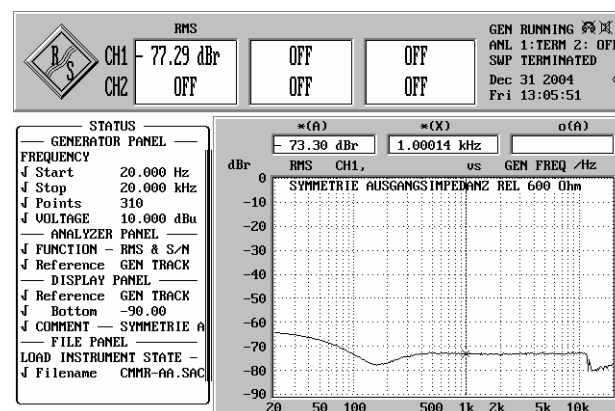 RMS
R&S
CH1 - 77.29 dBr OFF OFF
CH2 OFF OFF OFF
GEN RUNNING
ANL 1:TERM 2: OFF
SWP TERMINATED
Dec 31 2004
Fri 13:05:51
STATUS
GENERATOR PANEL
FREQUENCY
√ Start 20.000 Hz
√ Stop 20.000 kHz
√ Points 310
√ VOLTAGE 10.000 dBu
ANALYZER PANEL
√ FUNCTION – RMS & S/N
√ Reference GEN TRACK
DISPLAY PANEL
√ Reference GEN TRACK
√ Bottom -90.00
√ COMMENT — SYMMETRIE A
FILE PANEL
LOAD INSTRUMENT STATE –
√ Filename CMMR-AA.SAC
*(A) *(X) o(A)
- 73.30 dBr 1.00014 kHz
dBr RMS CH1, vs GEN FREQ /Hz
SYMMETRIE AUSGANGSIMPEDANZ REL 600 Ohm
0
-10
-20
-30
-40
-50
-60
-70
-80
-90
20 50 100 500 1k 2k 5k 10k